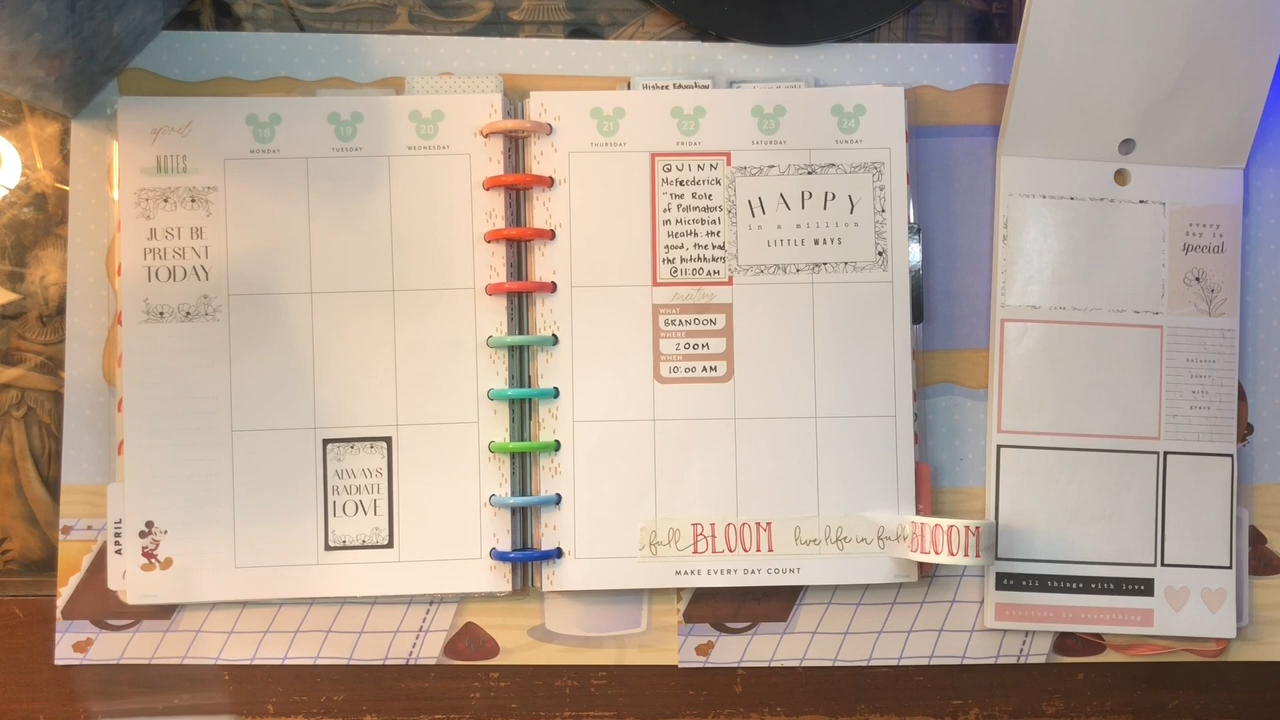 Higher Education
april
NOTES
JUST BE
PRESENT
TODAY
18
MONDAY
19
TUESDAY
20
WEDNESDAY
ALWAYS
RADIATE
LOVE
APRIL
21
THURSDAY
22
FRIDAY
23
SATURDAY
24
SUNDAY
QUINN
McFrederick
"The Role
of Pollinators
in Microbial
Health: the
good, the bad,
the hitchhikers
@11:00AM
HAPPY
in a million
LITTLE WAYS
meeting
WHAT
BRANDON
WHERE
ZOOM
WHEN
10:00 AM
full BLOOM live life in full BLOOM
MAKE EVERY DAY COUNT
every
day is
special
balance
power
with
grace
do all things with love
attitude is everything